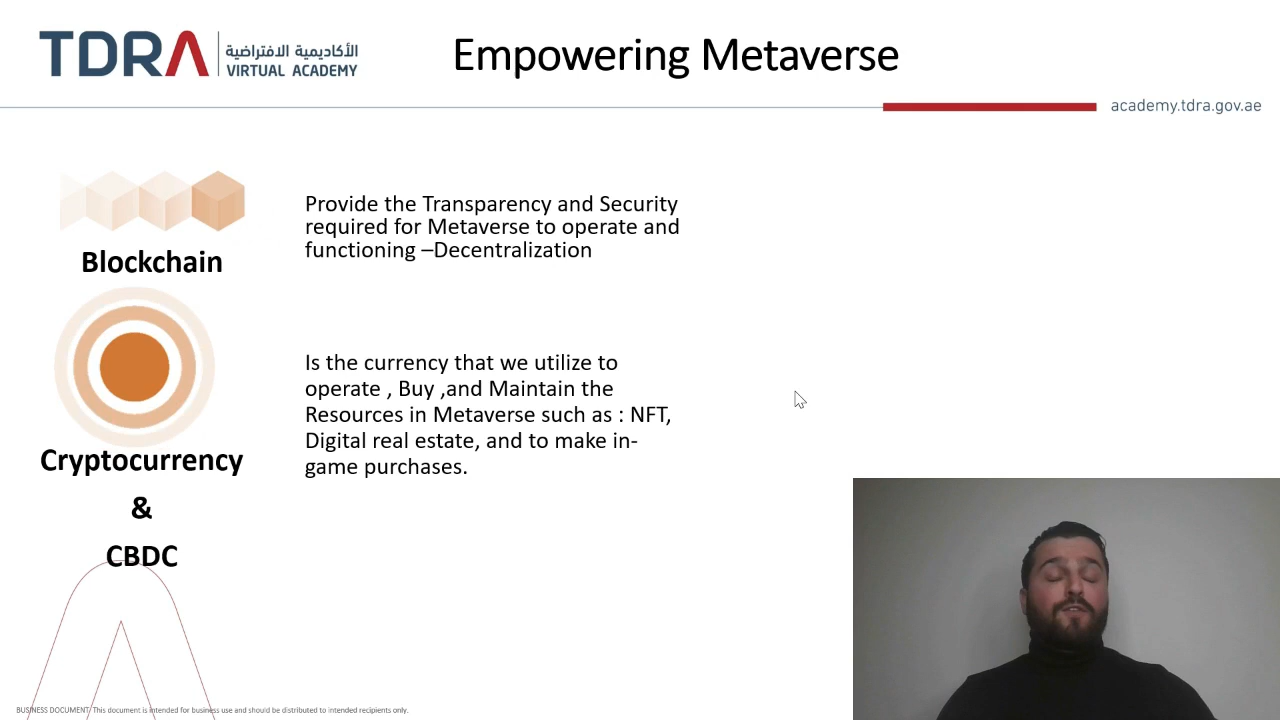 TDRA
الأكاديمية الافتراضية
VIRTUAL ACADEMY
Empowering Metaverse
academy.tdra.gov.ae
Blockchain
Provide the Transparency and Security
required for Metaverse to operate and
functioning –Decentralization
Cryptocurrency
&
CBDC
Is the currency that we utilize to
operate , Buy ,and Maintain the
Resources in Metaverse such as : NFT,
Digital real estate, and to make in-
game purchases.
BUSINESS DOCUMENT: This document is intended for business use and should be distributed to intended recipients only.